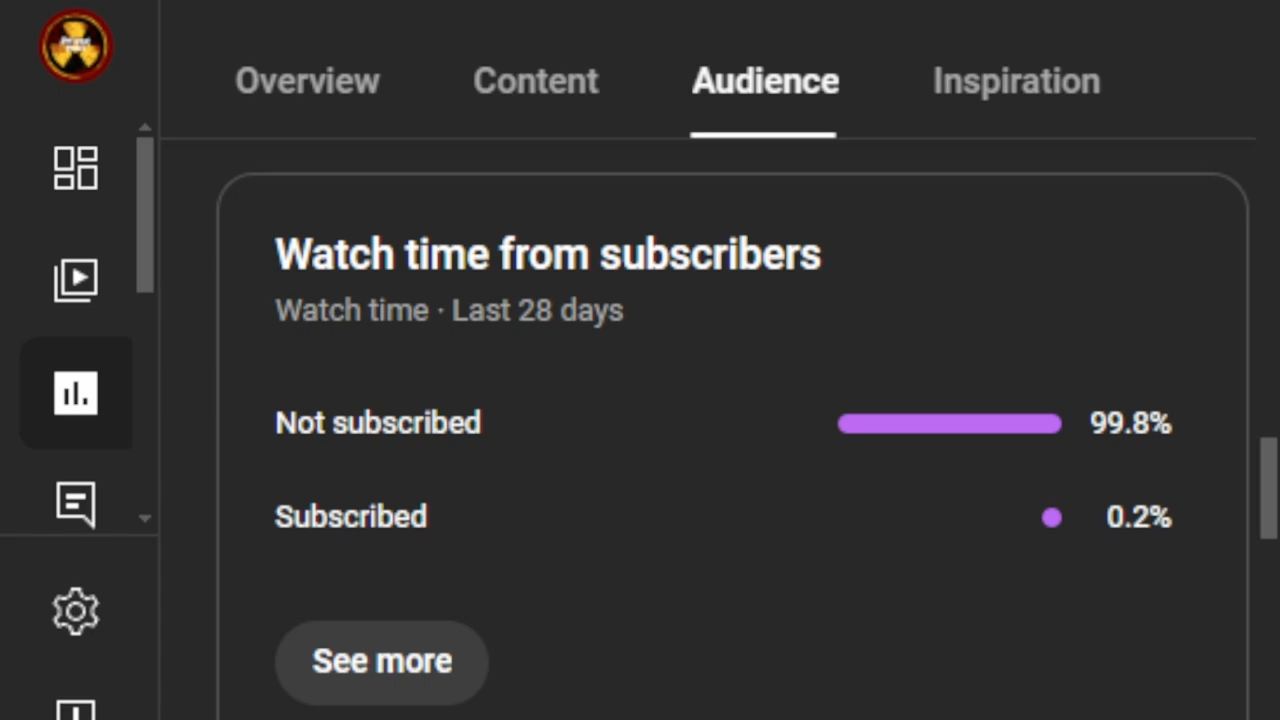 Overview Content Audience Inspiration
Watch time from subscribers
Watch time · Last 28 days
Not subscribed 99.8%
Subscribed 0.2%
See more